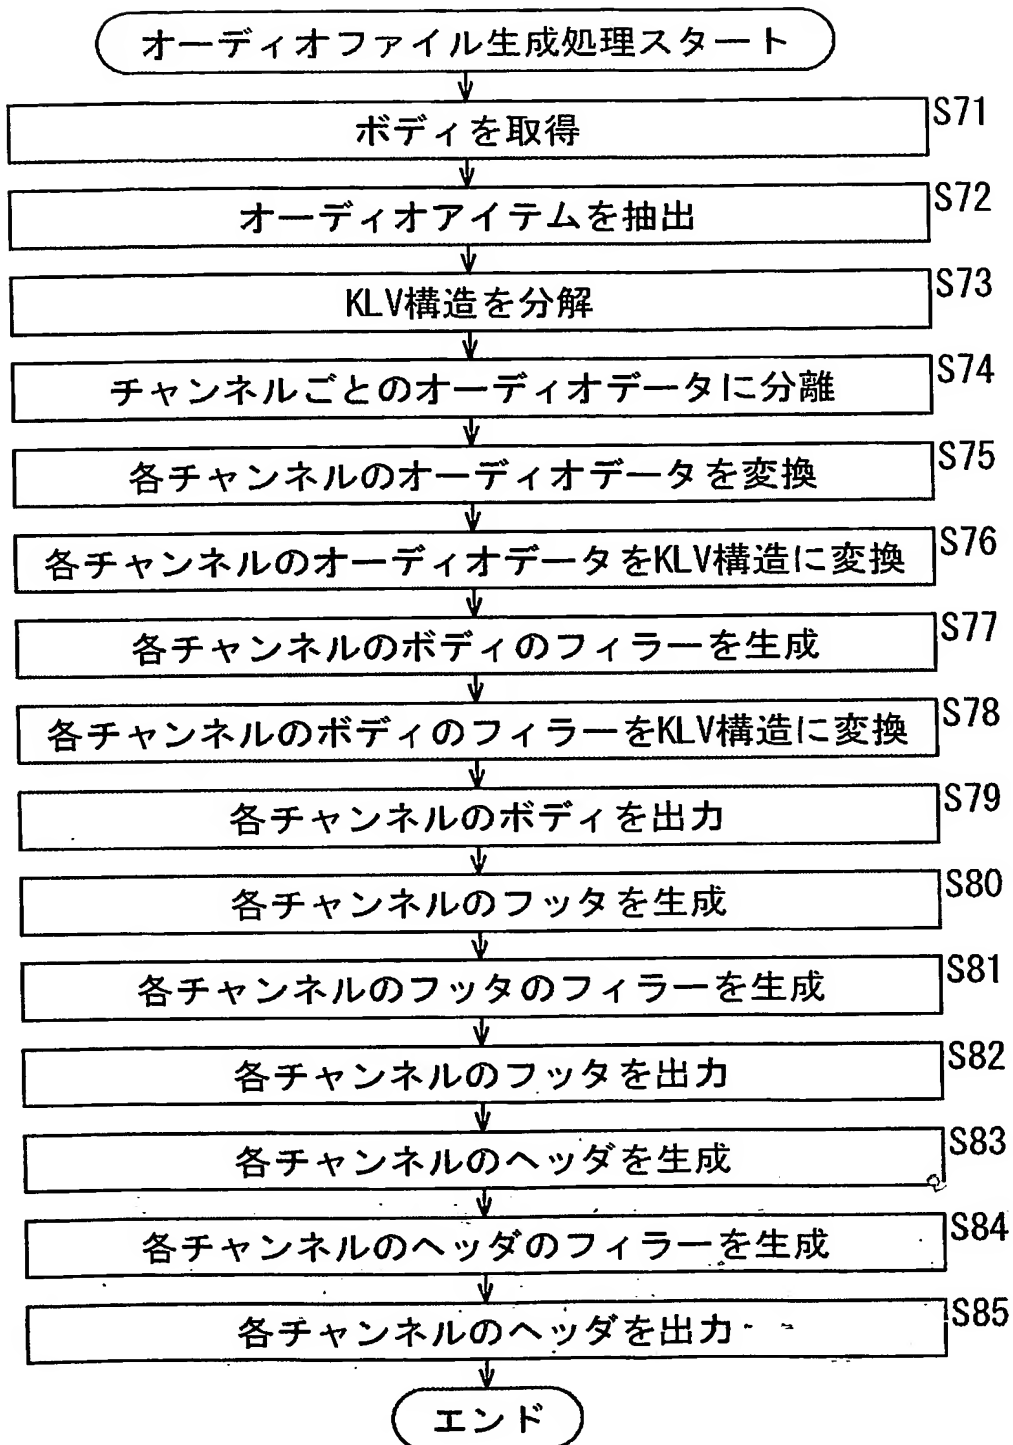 オーディオファイル生成処理スタート
S71
ボディを取得
S72
オーディオアイテムを抽出
S73
KLV構造を分解
S74
チャンネルごとのオーディオデータに分離
S75
各チャンネルのオーディオデータを変換
S76
各チャンネルのオーディオデータをKLV構造に変換
S77
各チャンネルのボディのフィラーを生成
S78
各チャンネルのボディのフィラーをKLV構造に変換
S79
各チャンネルのボディを出力
S80
各チャンネルのフッタを生成
S81
各チャンネルのフッタのフィラーを生成
S82
各チャンネルのフッタを出力
S83
各チャンネルのヘッダを生成
S84
各チャンネルのヘッダのフィラーを生成
S85
各チャンネルのヘッダを出力
エンド